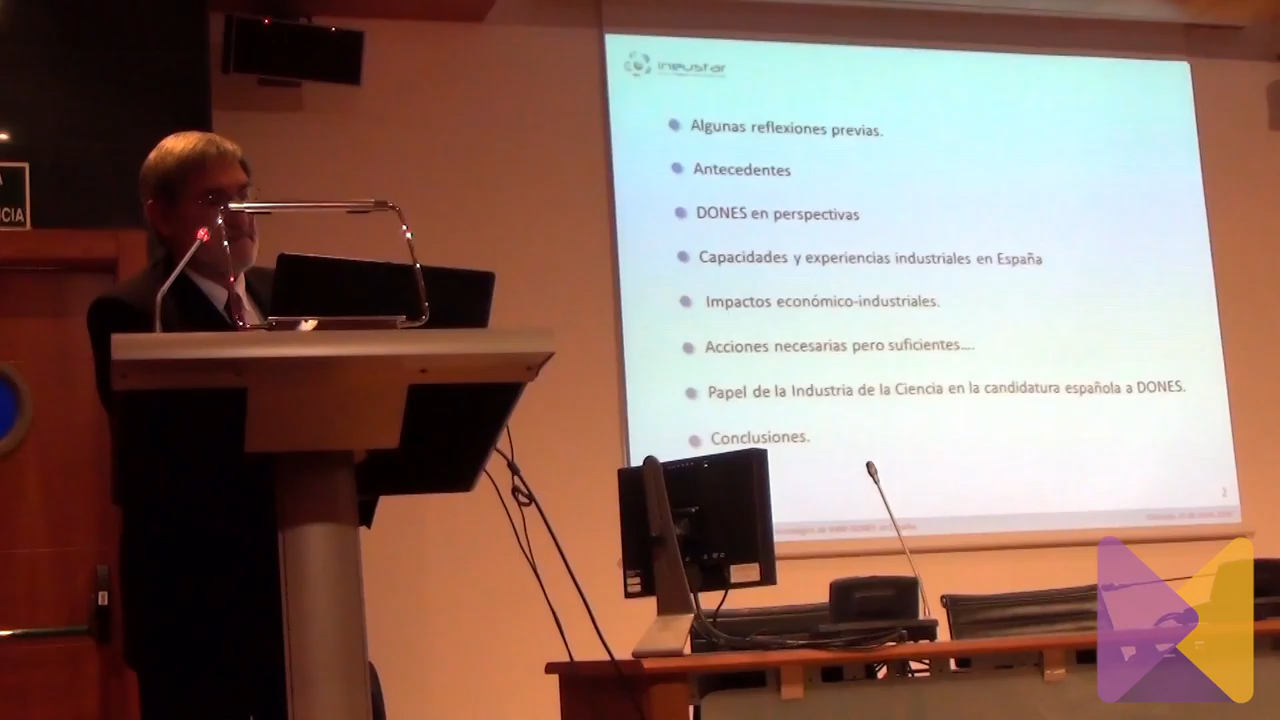 ineustar
Algunas reflexiones previas.
Antecedentes
DONES en perspectivas
Capacidades y experiencias industriales en España
Impactos económico-industriales.
Acciones necesarias pero suficientes....
Papel de la Industria de la Ciencia en la candidatura española a DONES.
Conclusiones.
2
A
CIA